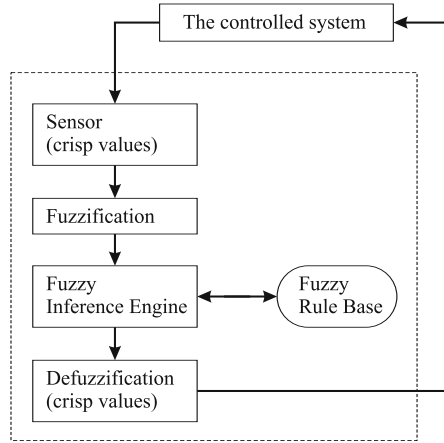 The controlled system
Sensor
(crisp values)
Fuzzification
Fuzzy
Inference Engine
Fuzzy
Rule Base
Defuzzification
(crisp values)